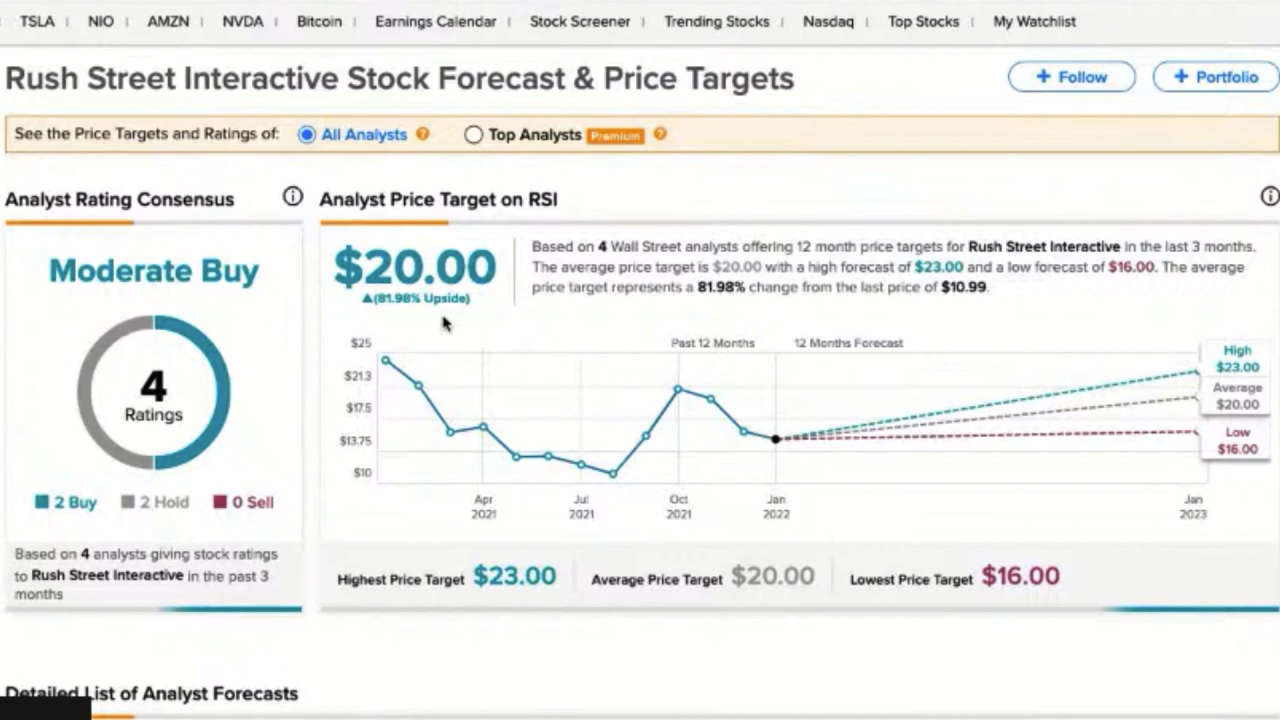 TSLA NIO AMZN NVDA Bitcoin Earnings Calendar Stock Screener Trending Stocks Nasdaq Top Stocks My Watchlist
Rush Street Interactive Stock Forecast & Price Targets
+ Follow
+ Portfolio
See the Price Targets and Ratings of: All Analysts ? Top Analysts Premium ?
Analyst Rating Consensus
Moderate Buy
4
Ratings
2 Buy 2 Hold 0 Sell
Based on 4 analysts giving stock ratings
to Rush Street Interactive in the past 3
months
Analyst Price Target on RSI
$20.00
▲(81.98% Upside)
Based on 4 Wall Street analysts offering 12 month price targets for Rush Street Interactive in the last 3 months.
The average price target is $20.00 with a high forecast of $23.00 and a low forecast of $16.00. The average
price target represents a 81.98% change from the last price of $10.99.
Past 12 Months 12 Months Forecast
$25
$21.3
$17.5
$13.75
$10
Apr
2021
Jul
2021
Oct
2021
Jan
2022
Jan
2023
High
$23.00
Average
$20.00
Low
$16.00
Highest Price Target $23.00 Average Price Target $20.00 Lowest Price Target $16.00
Detailed List of Analyst Forecasts